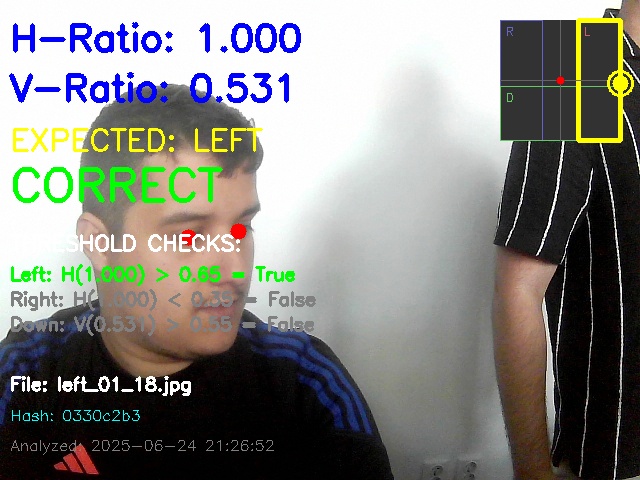 H-Ratio: 1.000
V-Ratio: 0.531
EXPECTED: LEFT
CORRECT
THRESHOLD CHECKS:
Left: H(1.000) > 0.65 = True
Right: H(1.000) < 0.35 = False
Down: V(0.531) > 0.55 = False
File: left_01_18.jpg
Hash: 0330c2b3
Analyzed: 2025-06-24 21:26:52
R
L
D